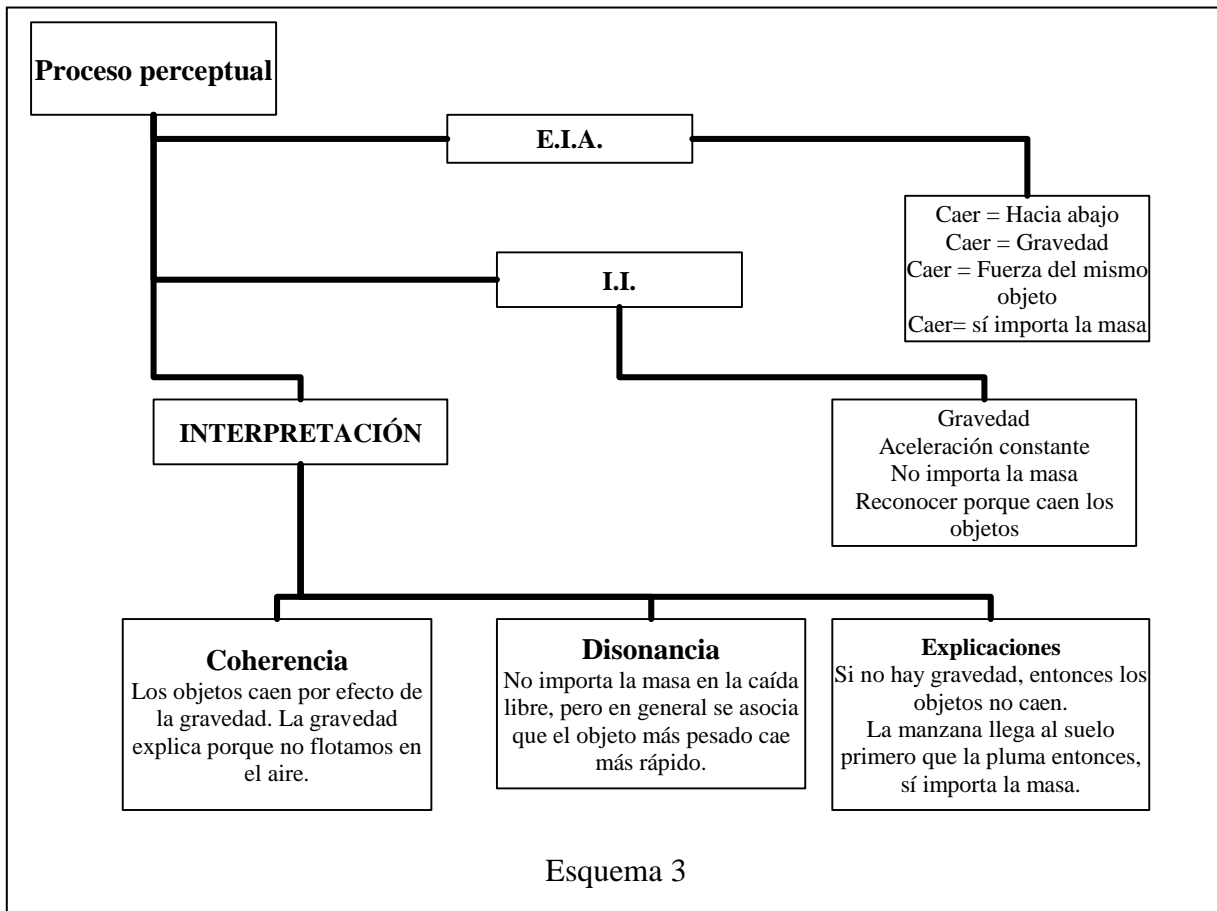 Proceso perceptual
E.I.A.
Caer = Hacia abajo
Caer = Gravedad
Caer = Fuerza del mismo
objeto
Caer= sí importa la masa
I.I.
Gravedad
Aceleración constante
No importa la masa
Reconocer porque caen los
objetos
INTERPRETACIÓN
Coherencia
Los objetos caen por efecto de
la gravedad. La gravedad
explica porque no flotamos en
el aire.
Disonancia
No importa la masa en la caída
libre, pero en general se asocia
que el objeto más pesado cae
más rápido.
Explicaciones
Si no hay gravedad, entonces los
objetos no caen.
La manzana llega al suelo
primero que la pluma entonces,
sí importa la masa.
Esquema 3